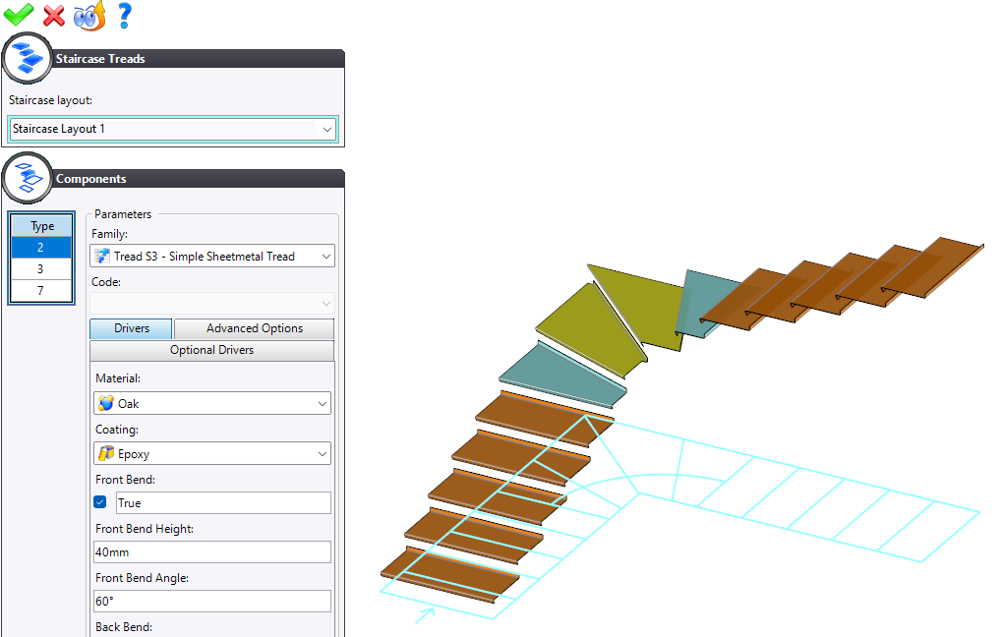 ?
Staircase Treads
Staircase layout:
Staircase Layout 1
Components
Type
2
3
7
Parameters
Family:
Tread S3 - Simple Sheetmetal Tread
Code:
Drivers
Advanced Options
Optional Drivers
Material:
Oak
Coating:
Epoxy
Front Bend:
True
Front Bend Height:
40mm
Front Bend Angle:
60°
Back Bend: